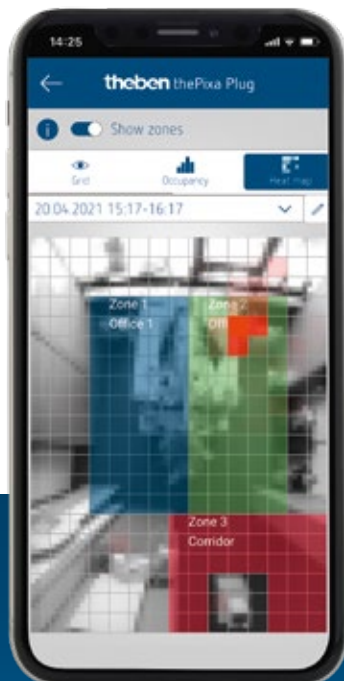 14:25
theben thePixa Plug
i Show zones
Grid Occupancy Heat map
20.04.2021 15:17-16:17
Zone 1 Zone 2
Office 1 Off
Zone 3
Corridor